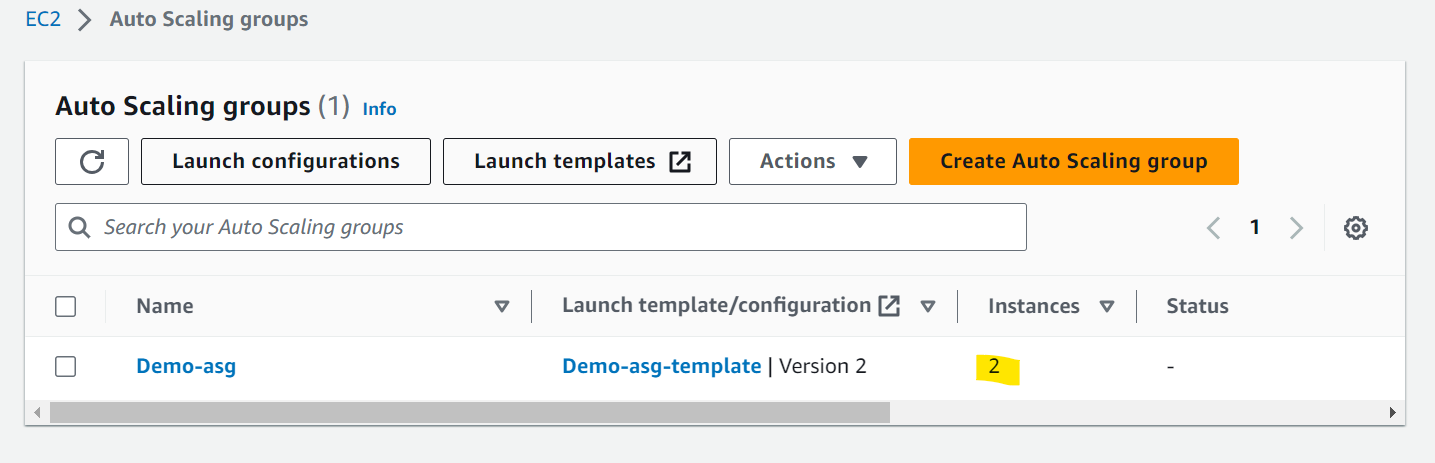 EC2 > Auto Scaling groups
Auto Scaling groups (1) Info
Launch configurations Launch templates Actions Create Auto Scaling group
Search your Auto Scaling groups 1
Name Launch template/configuration Instances Status
Demo-asg Demo-asg-template | Version 2 2 -